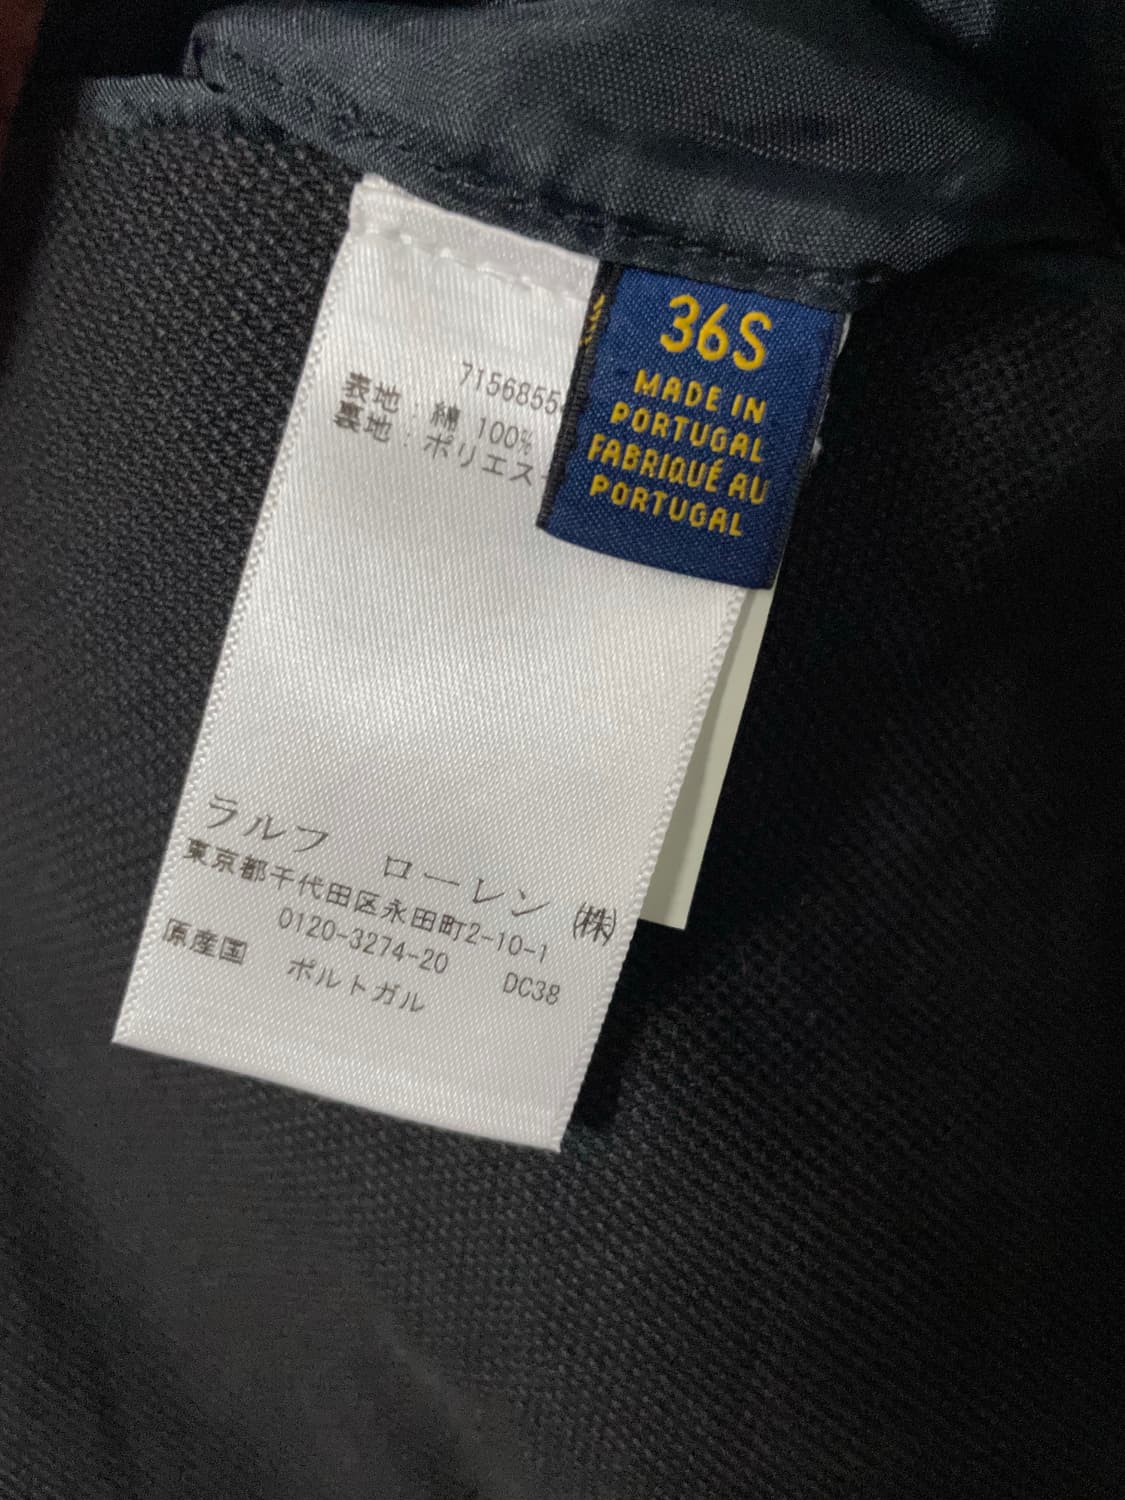 7156855
表地：綿 100%
裏地：ポリエス
36S
MADE IN
PORTUGAL
FABRIQUÉ AU
PORTUGAL
ラルフ ローレン ㈱
東京都千代田区永田町2-10-1
0120-3274-20 DC38
原産国 ポルトガル